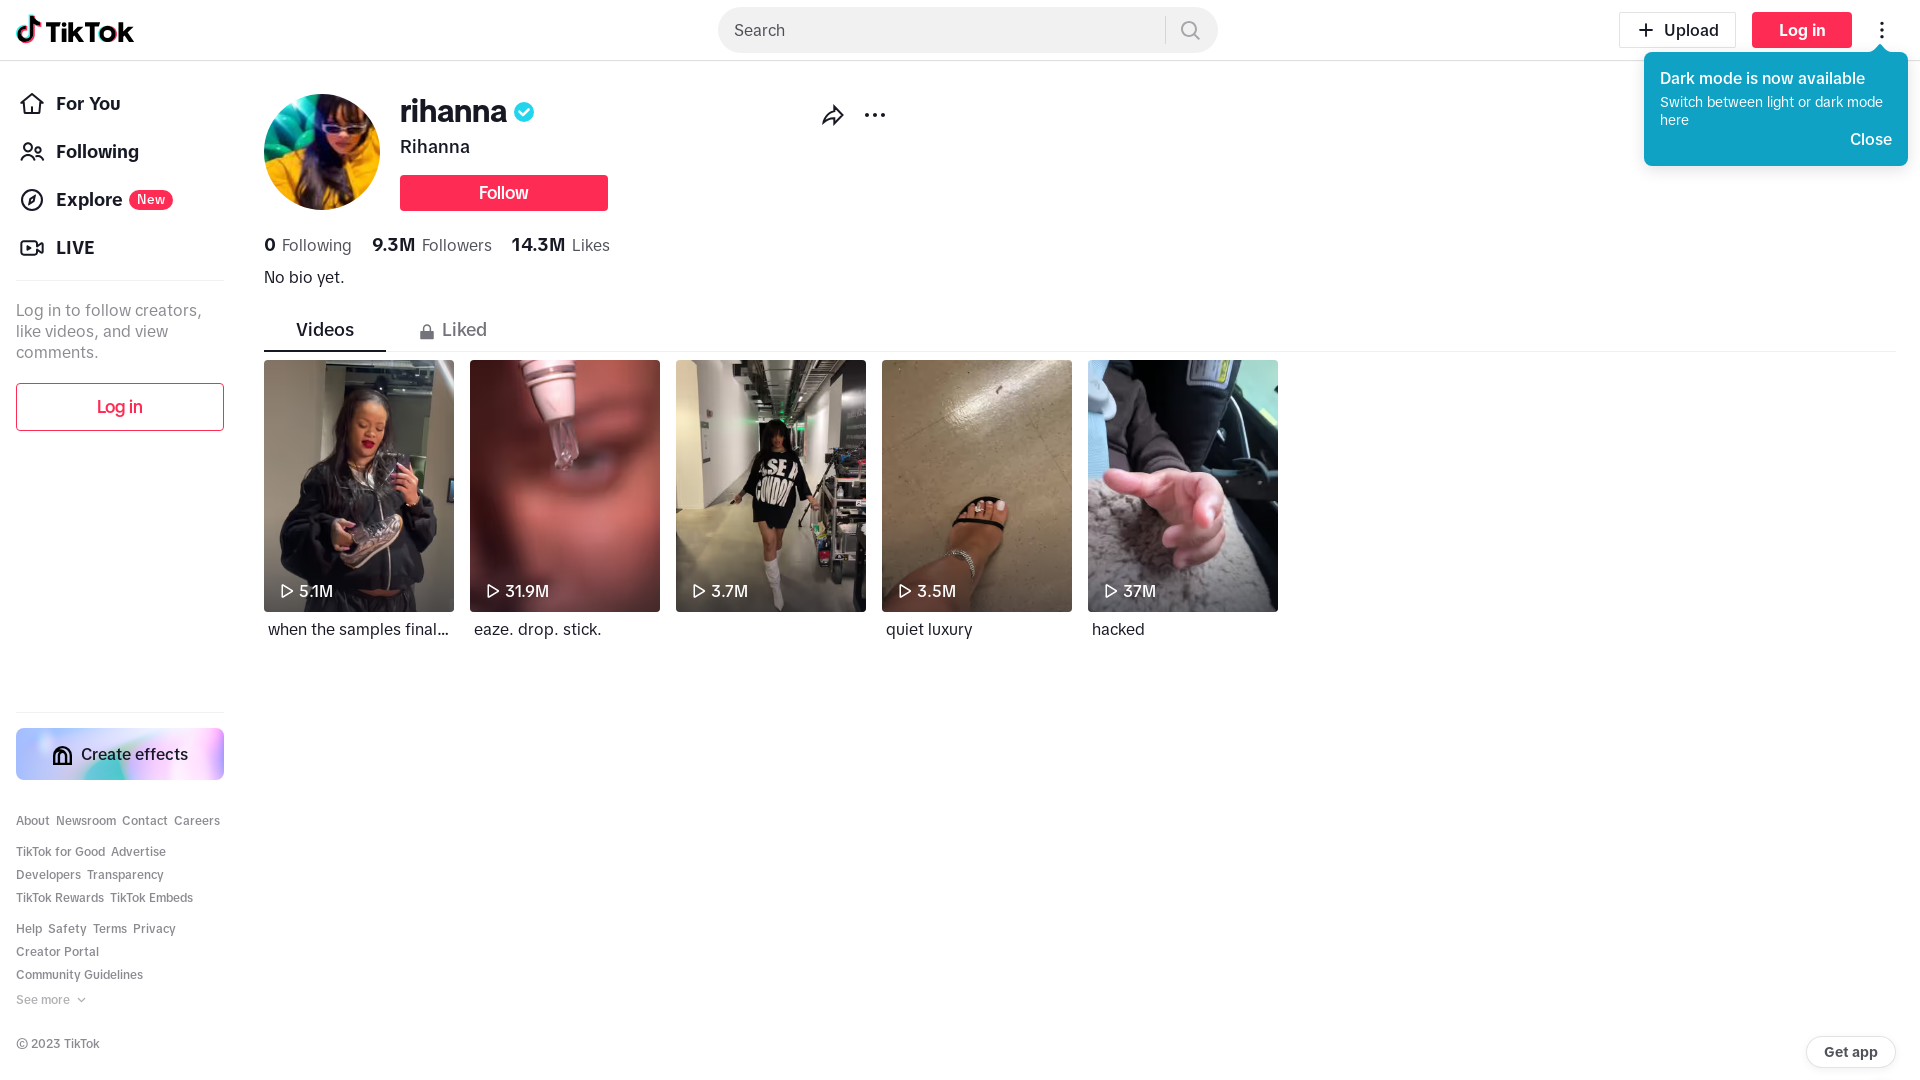 TikTok
Search
Upload
Log in
Dark mode is now available
Switch between light or dark mode
here
Close
For You
Following
Explore New
LIVE
Log in to follow creators,
like videos, and view
comments.
Log in
rihanna
Rihanna
Follow
0 Following 9.3M Followers 14.3M Likes
No bio yet.
Videos Liked
5.1M
31.9M
3.7M
3.5M
37M
when the samples final...
eaze. drop. stick.
quiet luxury
hacked
Create effects
About Newsroom Contact Careers
TikTok for Good Advertise
Developers Transparency
TikTok Rewards TikTok Embeds
Help Safety Terms Privacy
Creator Portal
Community Guidelines
See more
© 2023 TikTok
Get app